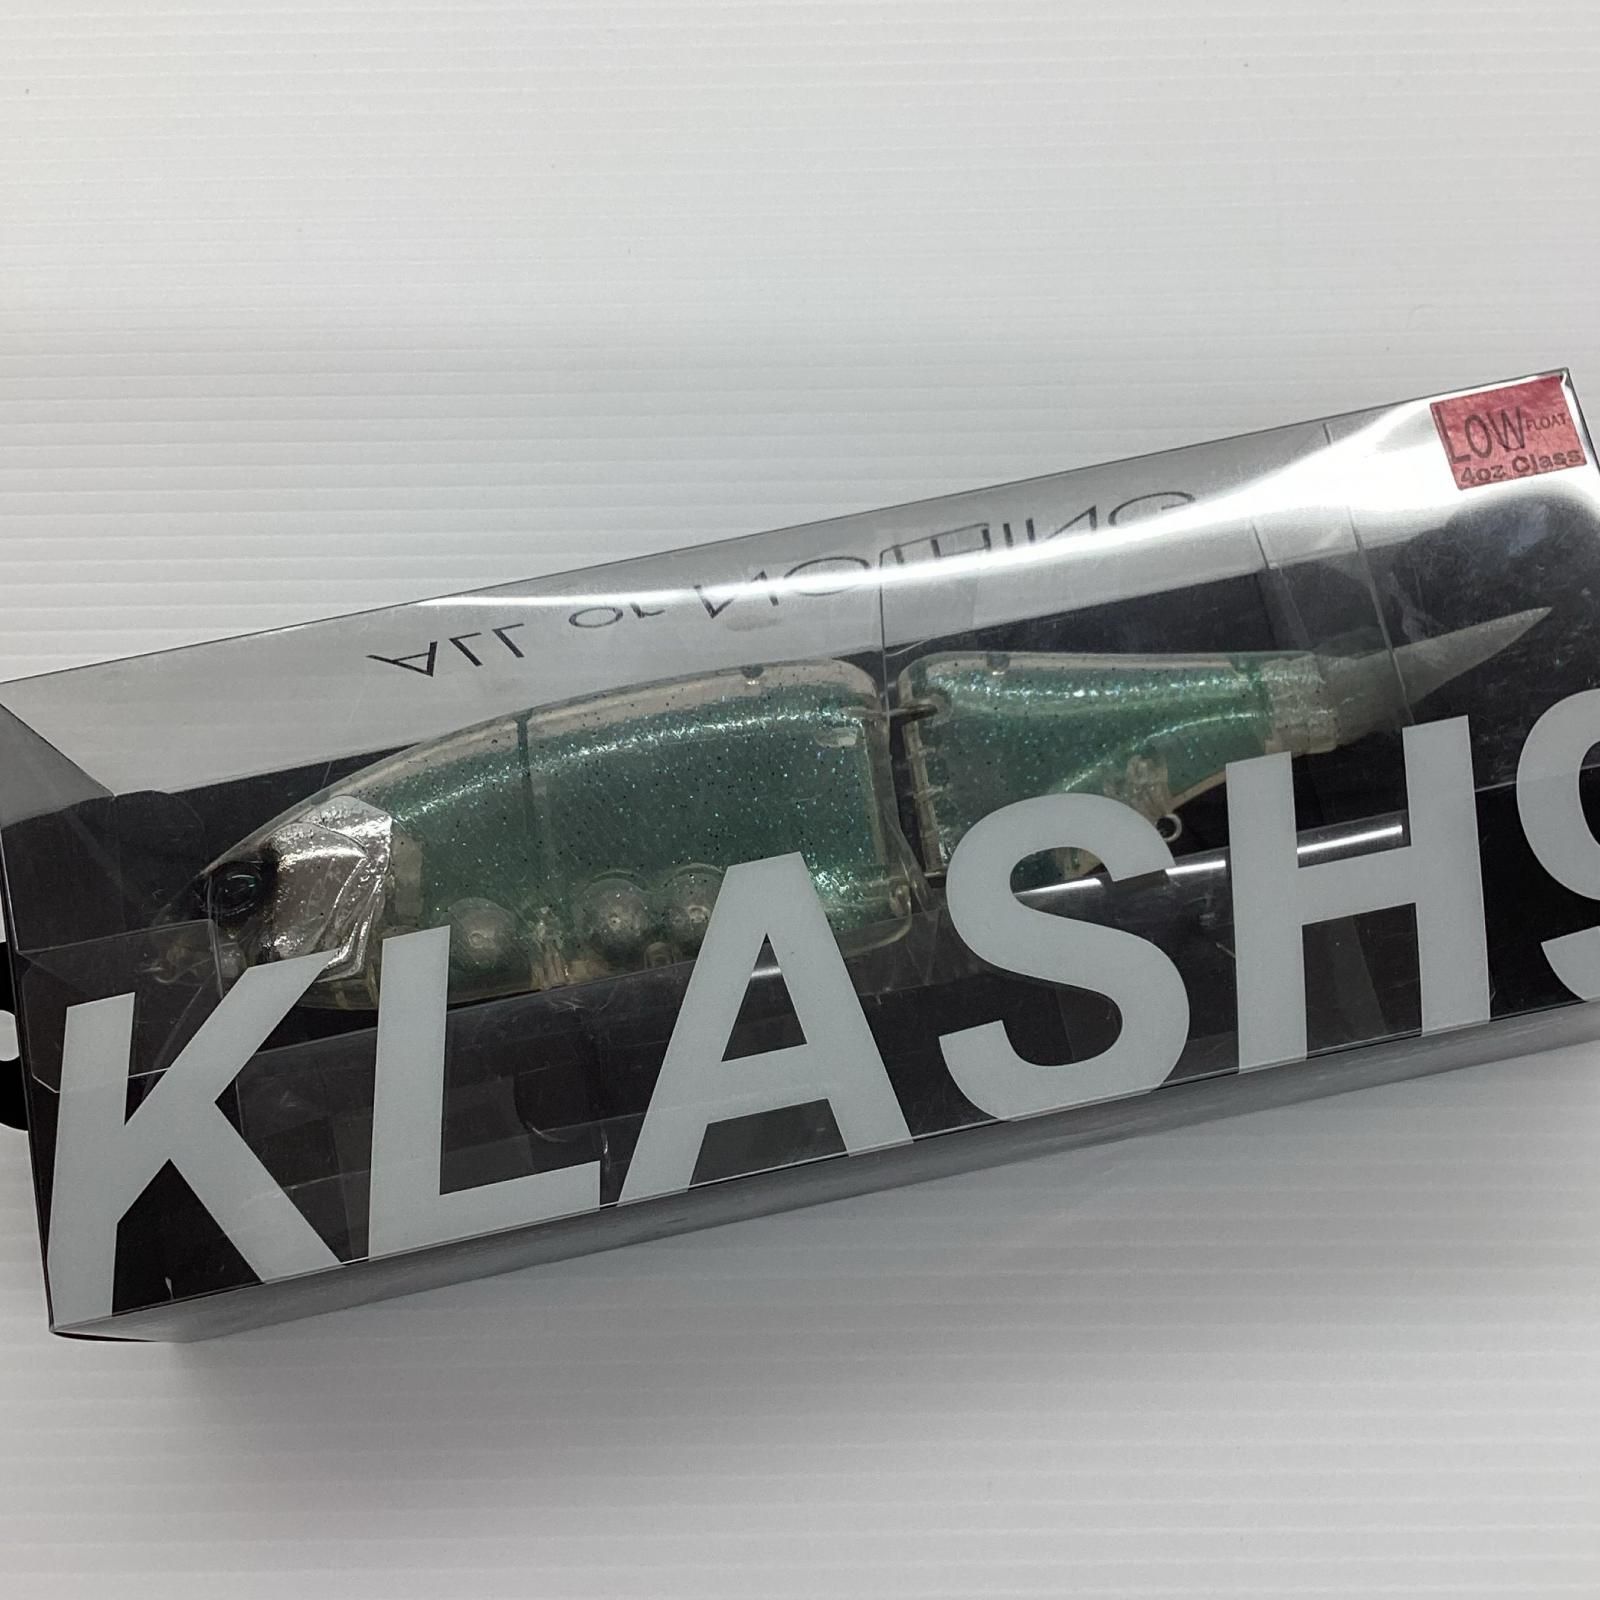 LOW FLOAT
4oz Class
ALL OR NOTHING
KLASH9